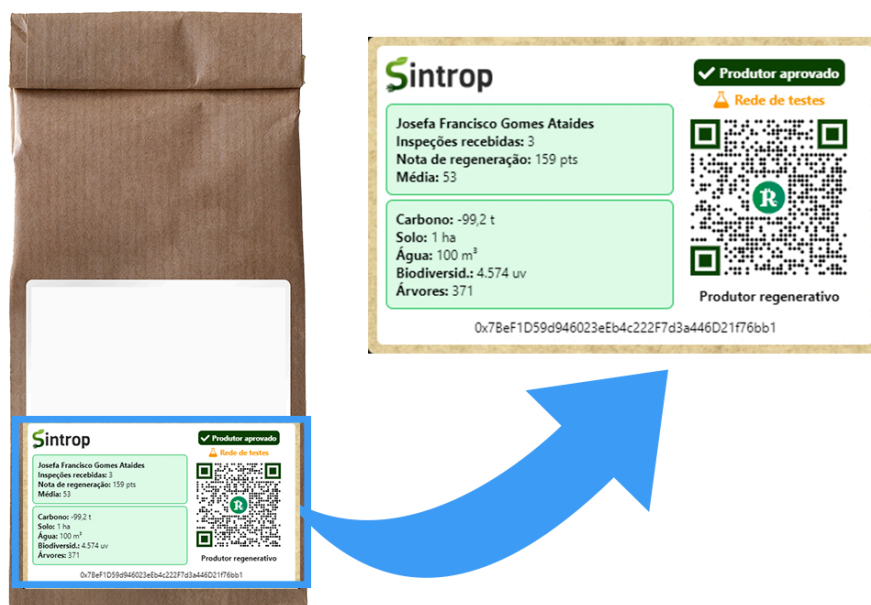 Sintrop
✓ Produtor aprovado
Rede de testes
Josefa Francisco Gomes Ataides
Inspeções recebidas: 3
Nota de regeneração: 159 pts
Média: 53
Carbono: -99,2 t
Solo: 1 ha
Água: 100 m³
Biodiversid.: 4.574 uv
Árvores: 371
R
Produtor regenerativo
0x7BeF1D59d946023eEb4c222F7d3a446D21f76bb1
Sintrop
✓ Produtor aprovado
Rede de testes
Josefa Francisco Gomes Ataides
Inspeções recebidas: 3
Nota de regeneração: 159 pts
Média: 53
Carbono: -99,2 t
Solo: 1 ha
Água: 100 m³
Biodiversid.: 4.574 uv
Árvores: 371
R
Produtor regenerativo
0x7BeF1D59d946023eEb4c222F7d3a446D21f76bb1